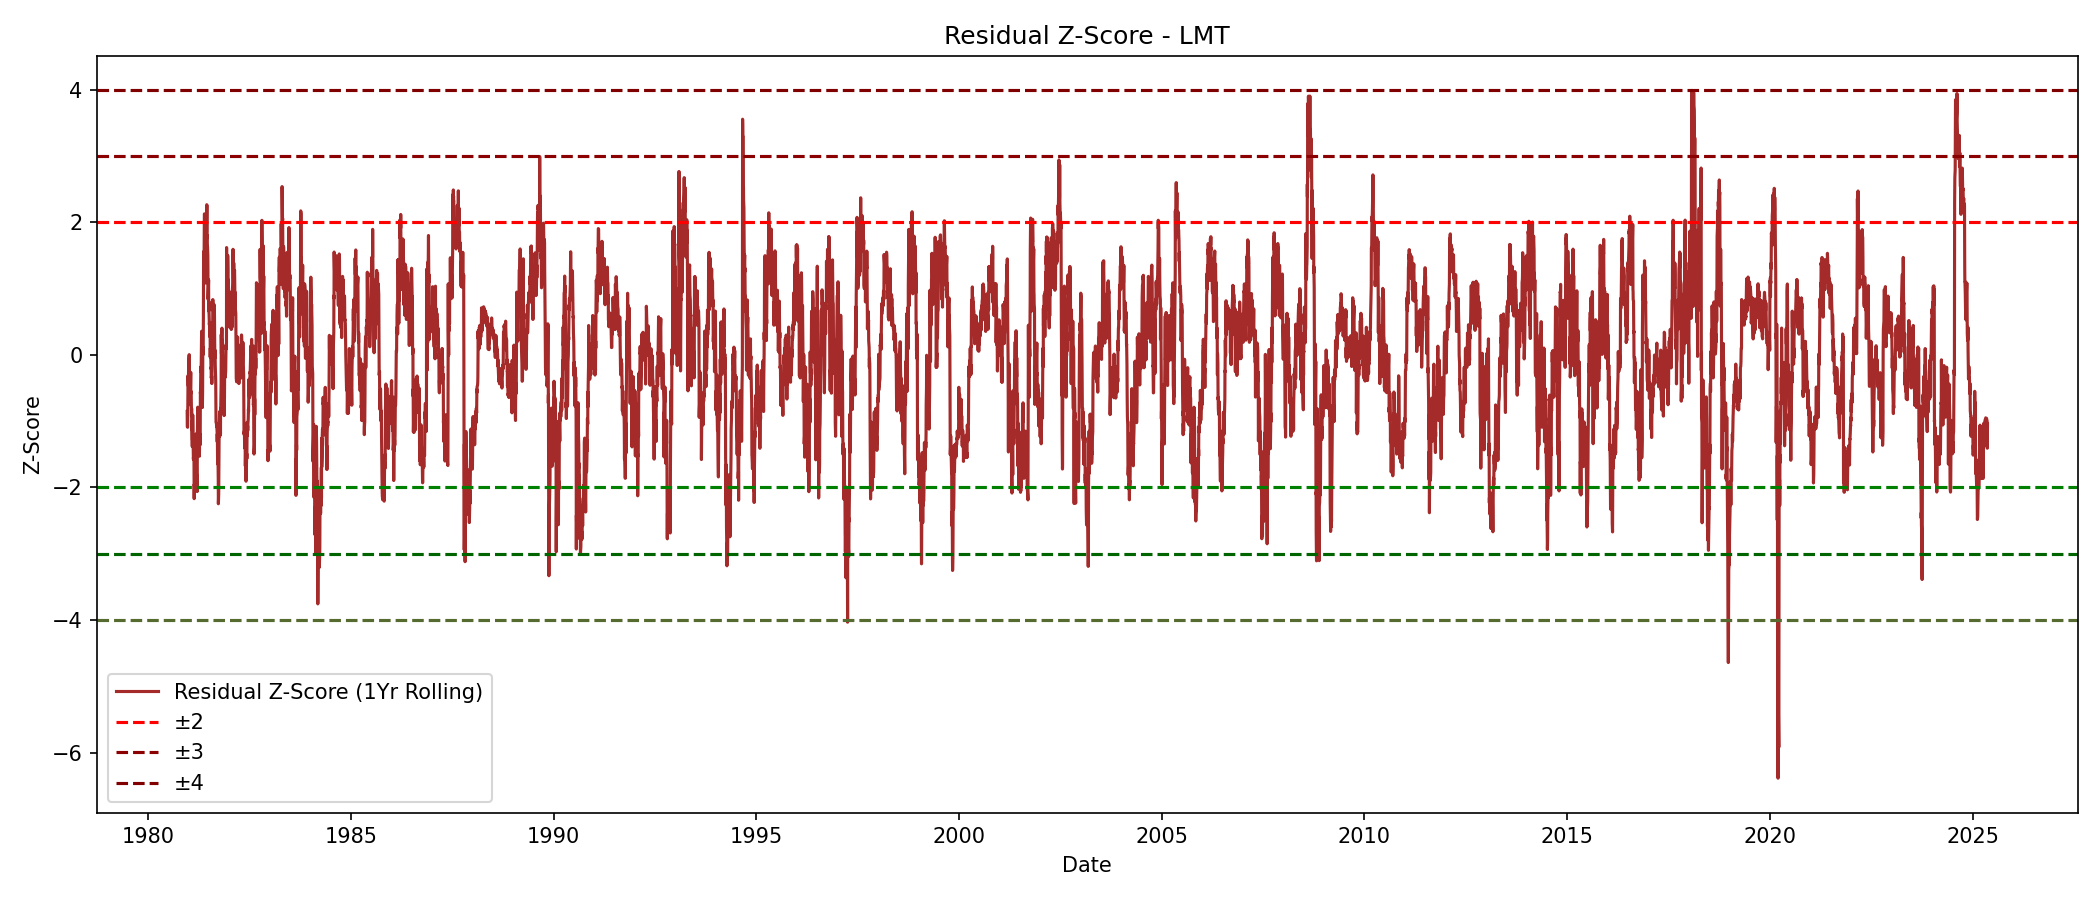 Residual Z-Score - LMT
Z-Score
4
2
0
−2
−4
−6
Residual Z-Score (1Yr Rolling)
±2
±3
±4
1980 1985 1990 1995 2000 2005 2010 2015 2020 2025
Date